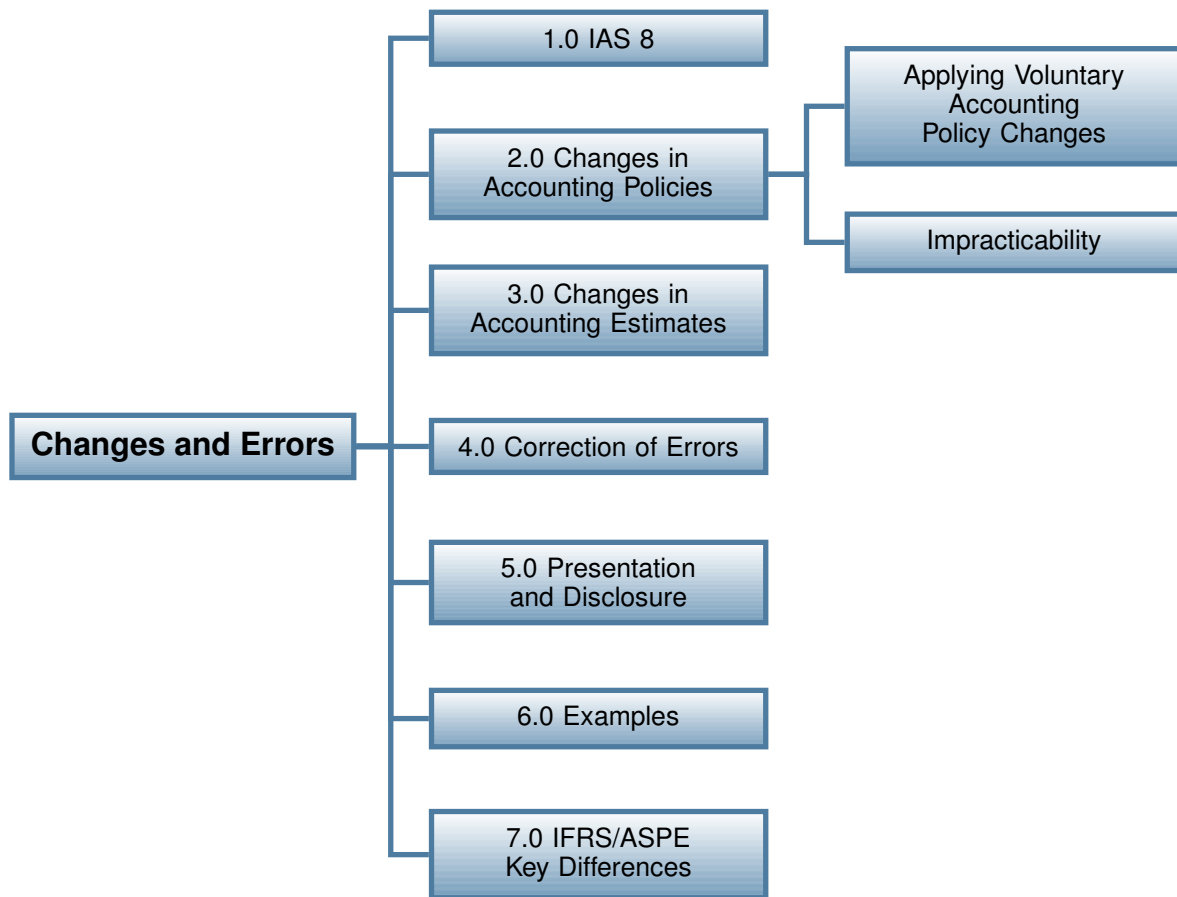 Changes and Errors
1.0 IAS 8
2.0 Changes in
Accounting Policies
Applying Voluntary
Accounting
Policy Changes
Impracticability
3.0 Changes in
Accounting Estimates
4.0 Correction of Errors
5.0 Presentation
and Disclosure
6.0 Examples
7.0 IFRS/ASPE
Key Differences